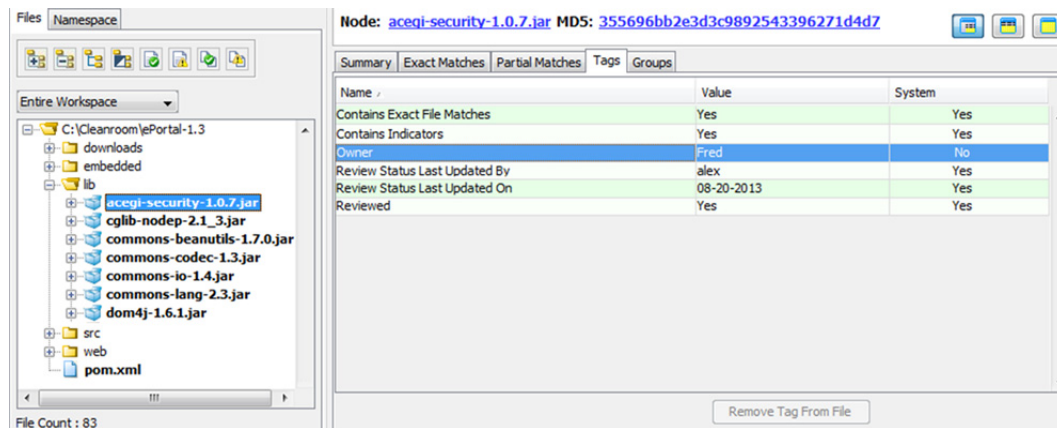 Files Namespace
Entire Workspace
C:\Cleanroom\ePortal-1.3
downloads
embedded
lib
acegi-security-1.0.7.jar
cglib-nodep-2.1_3.jar
commons-beanutils-1.7.0.jar
commons-codec-1.3.jar
commons-io-1.4.jar
commons-lang-2.3.jar
dom4j-1.6.1.jar
src
web
pom.xml
File Count : 83
Node: acegi-security-1.0.7.jar MD5: 355696bb2e3d3c9892543396271d4d7
Summary Exact Matches Partial Matches Tags Groups
Name Value System
Contains Exact File Matches Yes Yes
Contains Indicators Yes Yes
Owner Fred No
Review Status Last Updated By alex Yes
Review Status Last Updated On 08-20-2013 Yes
Reviewed Yes Yes
Remove Tag From File